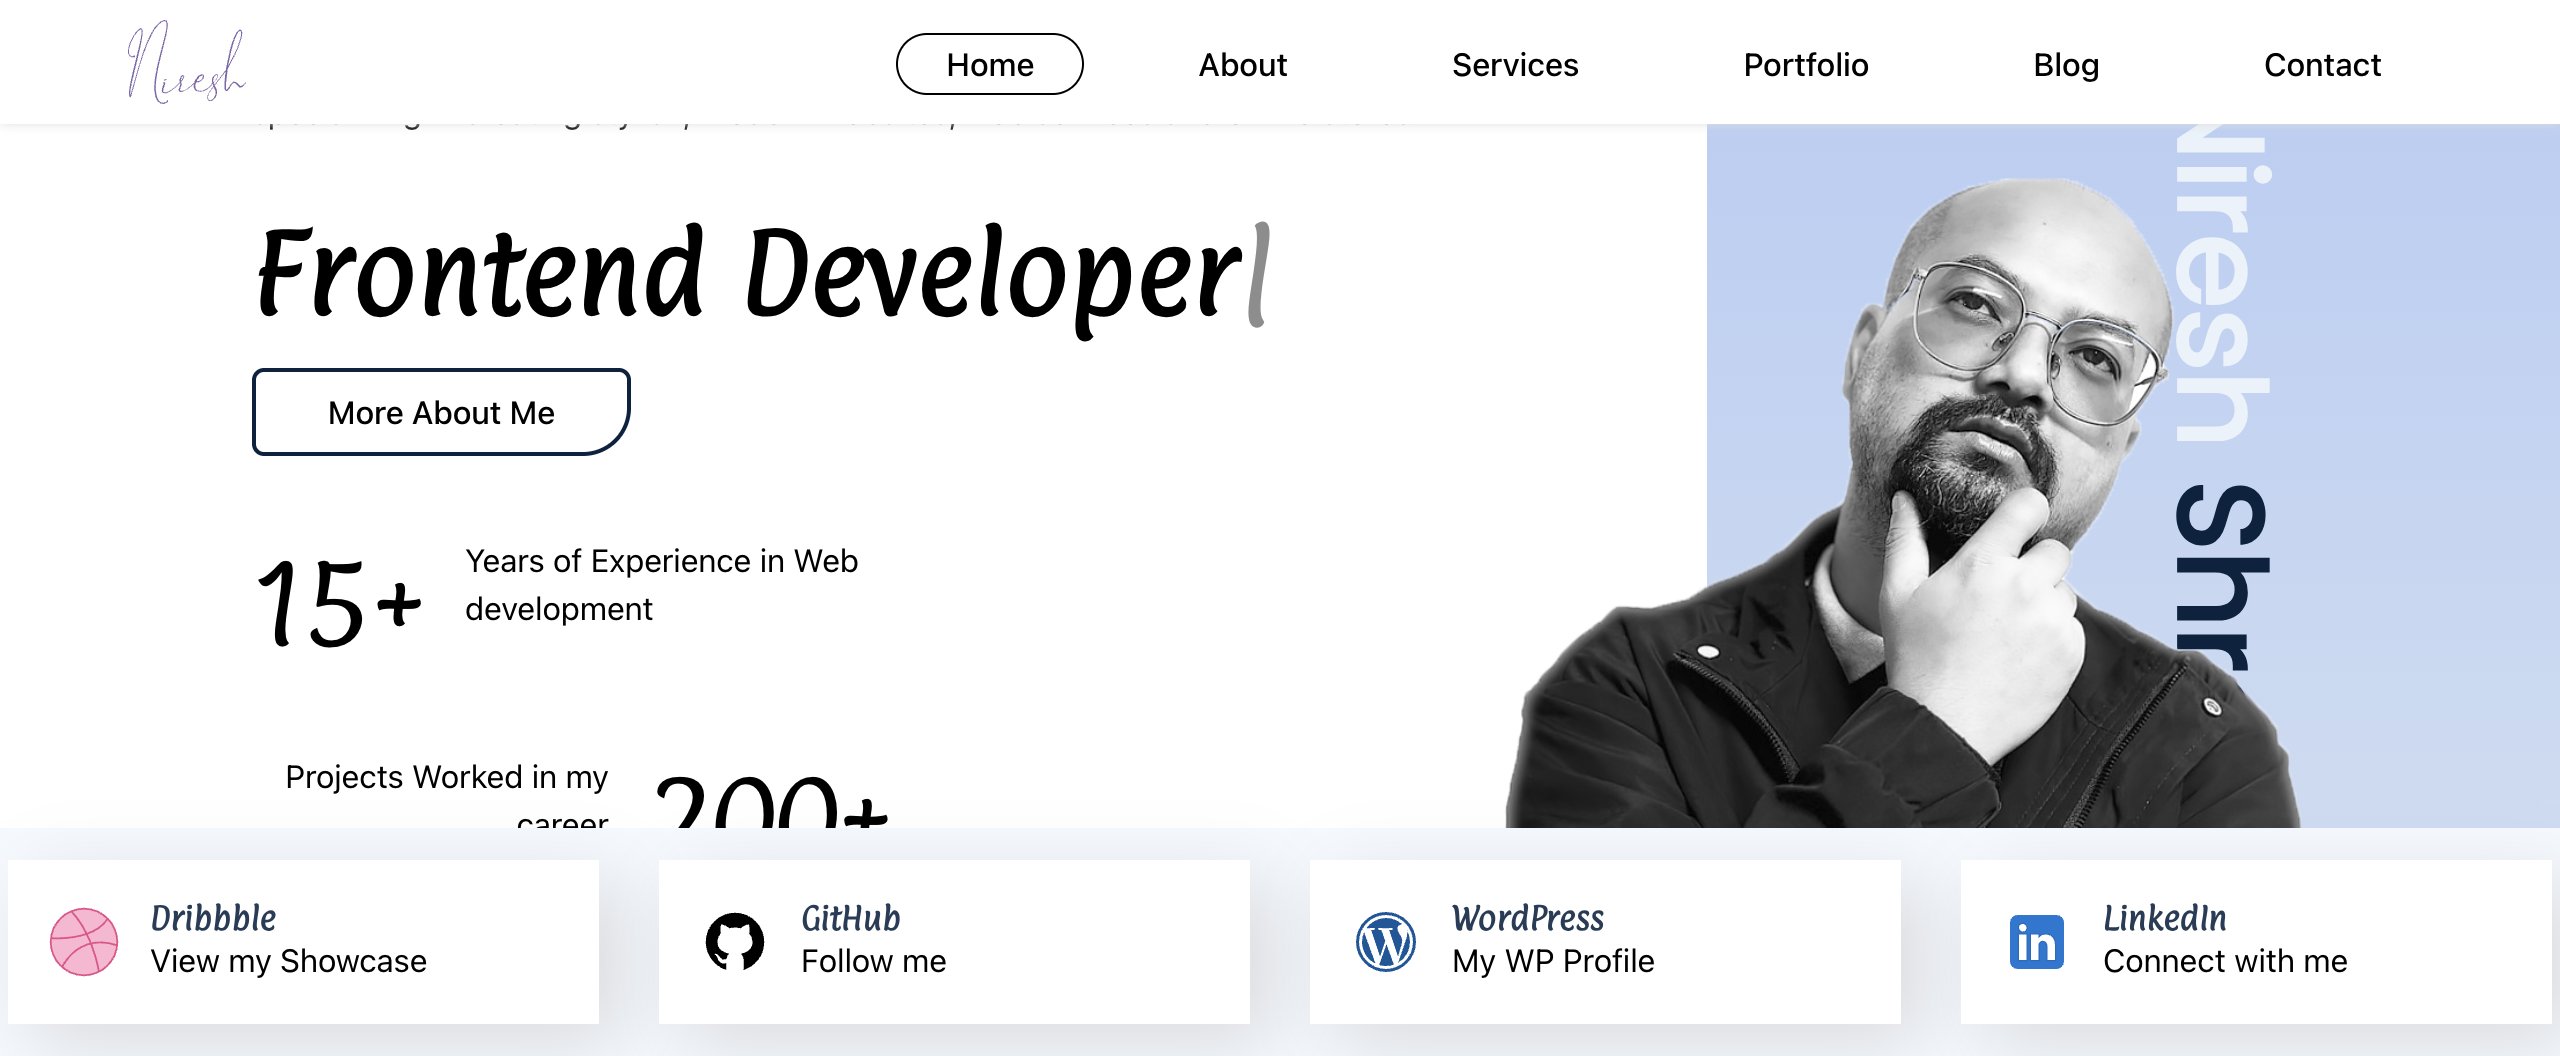 Niresh
Home About Services Portfolio Blog Contact
Frontend Developer
More About Me
15+
Years of Experience in Web
development
Projects Worked in my
career
200+
Niresh Shr
Dribbble
View my Showcase
GitHub
Follow me
WordPress
My WP Profile
LinkedIn
Connect with me